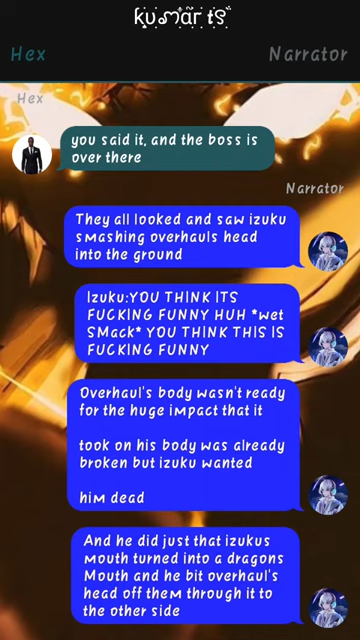 kumar ts
Hex
Narrator
Hex
you said it, and the boss is
over there
Narrator
They all looked and saw izuku
smashing overhauls head
into the ground
Izuku:YOU THINK ITS
FUCKING FUNNY HUH *wet
SMack* YOU THINK THIS IS
FUCKING FUNNY
Overhaul's body wasn't ready
for the huge impact that it
took on his body was already
broken but izuku wanted
him dead
And he did just that izukus
mouth turned into a dragons
Mouth and he bit overhaul's
head off them through it to
the other side